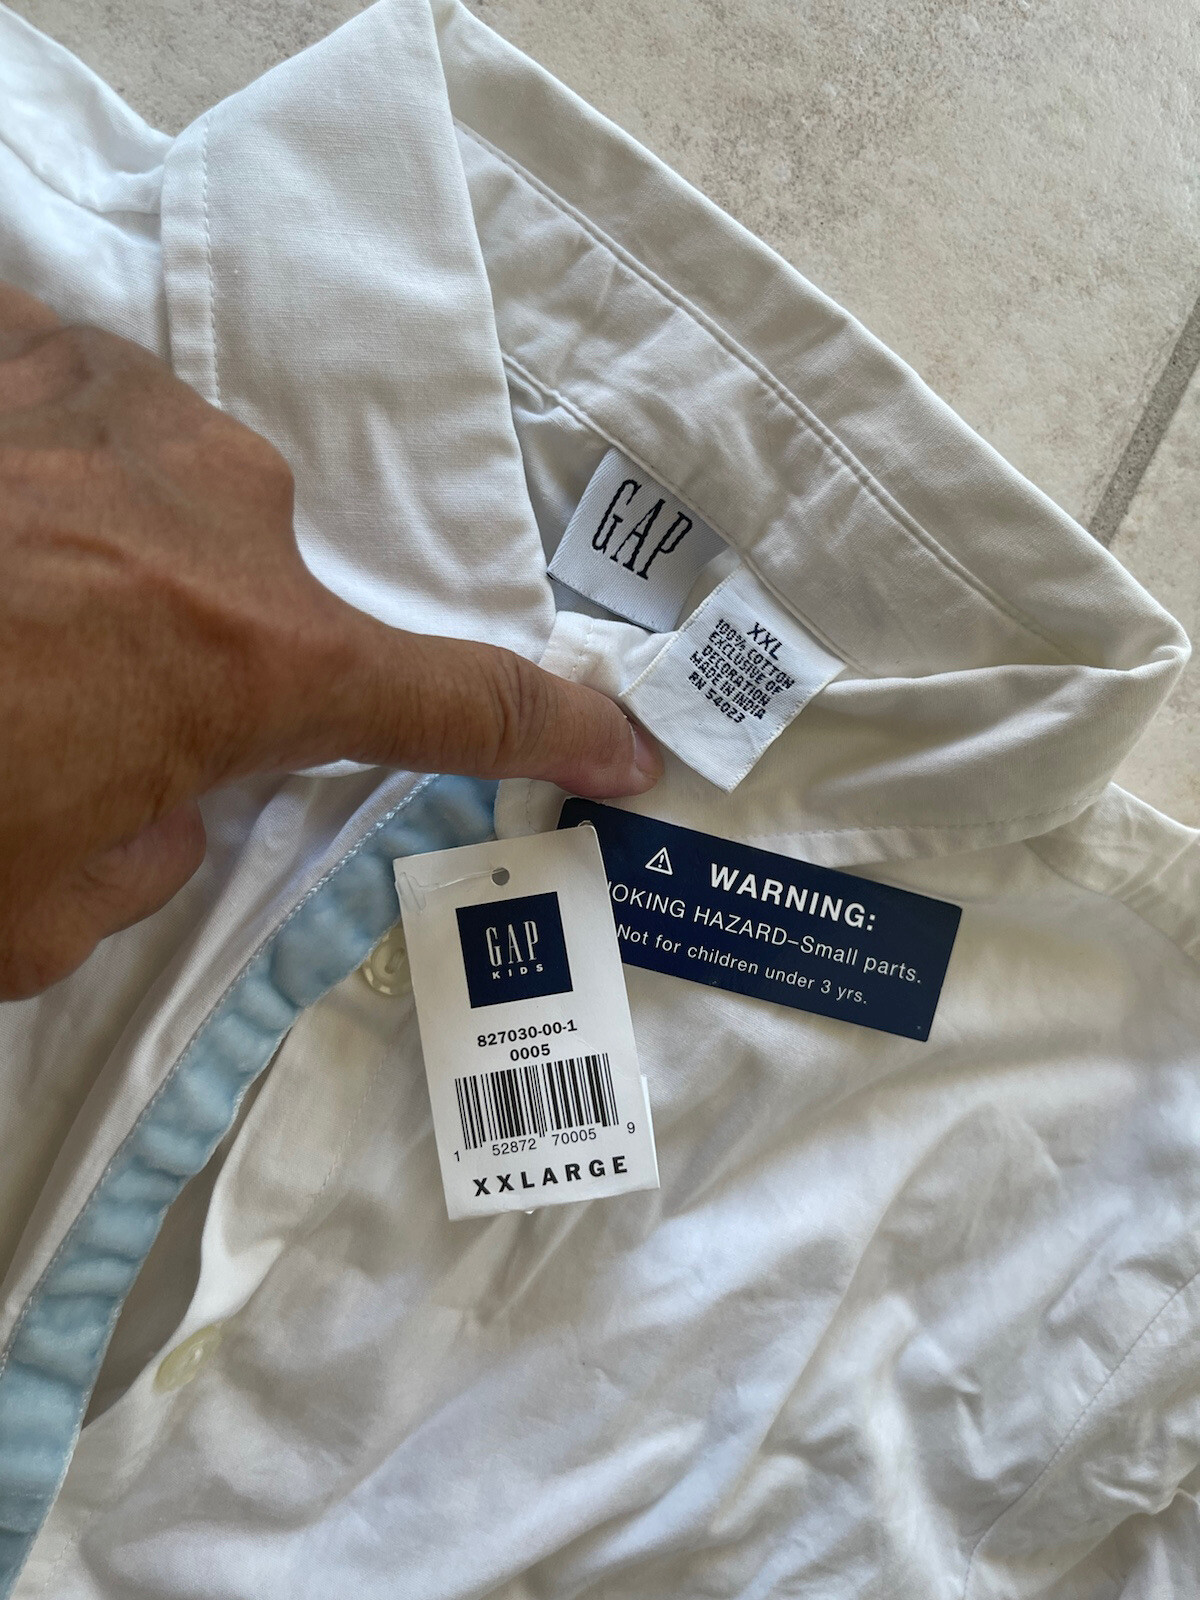 GAP
XXL
100% COTTON
EXCLUSIVE OF
DECORATION
MADE IN INDIA
RN 54023
WARNING:
HAZARD–Small parts.
Not for children under 3 yrs.
GAP
KIDS
827030-00-1
0005
1 52872 70005 9
XXLARGE